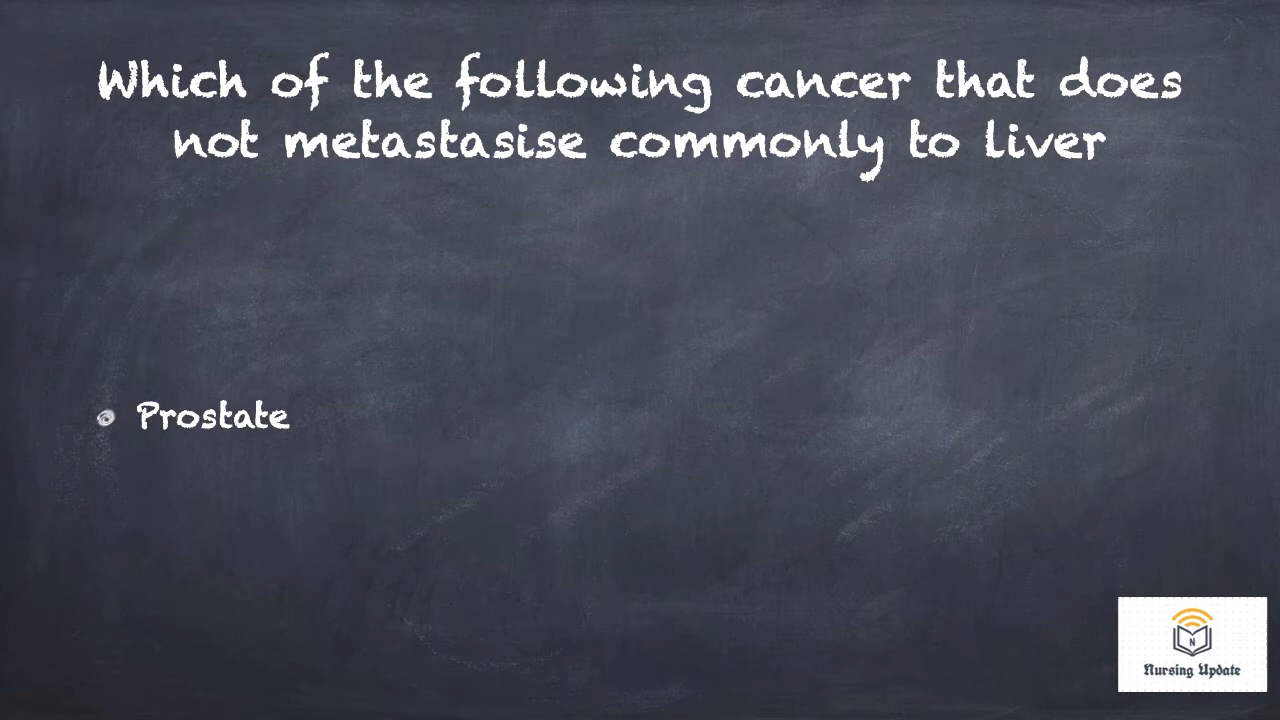 Which of the following cancer that does
not metastasise commonly to liver
Prostate
N
Nursing Update